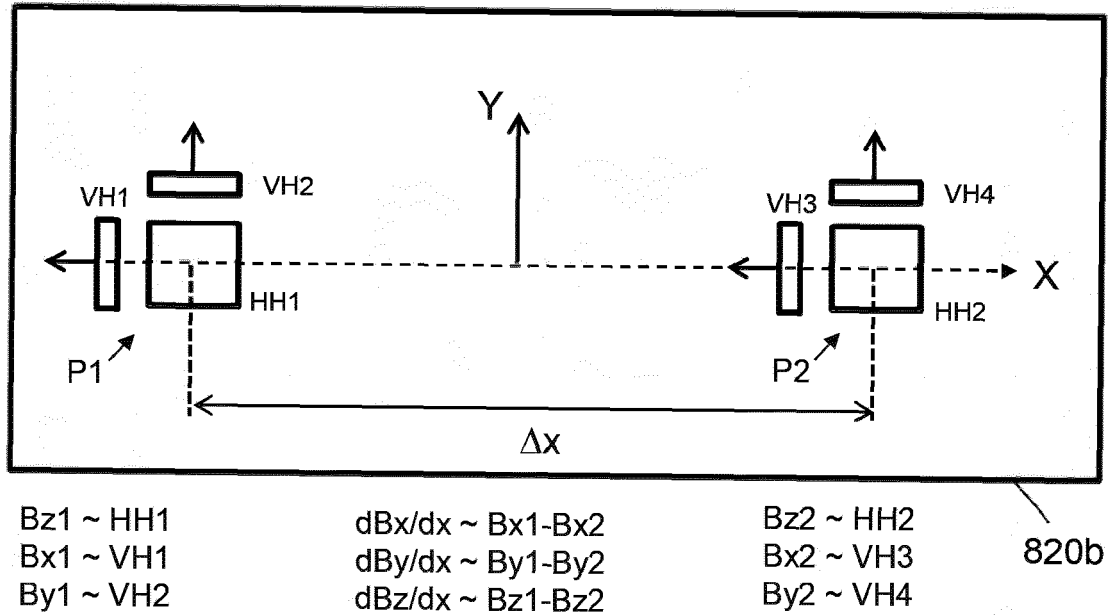 Y
VH2
VH4
VH1
VH3
X
HH1
HH2
P1
P2
Δx
Bz1 ~ HH1
Bx1 ~ VH1
By1 ~ VH2
dBx/dx ~ Bx1-Bx2
dBy/dx ~ By1-By2
dBz/dx ~ Bz1-Bz2
Bz2 ~ HH2
Bx2 ~ VH3
By2 ~ VH4
820b